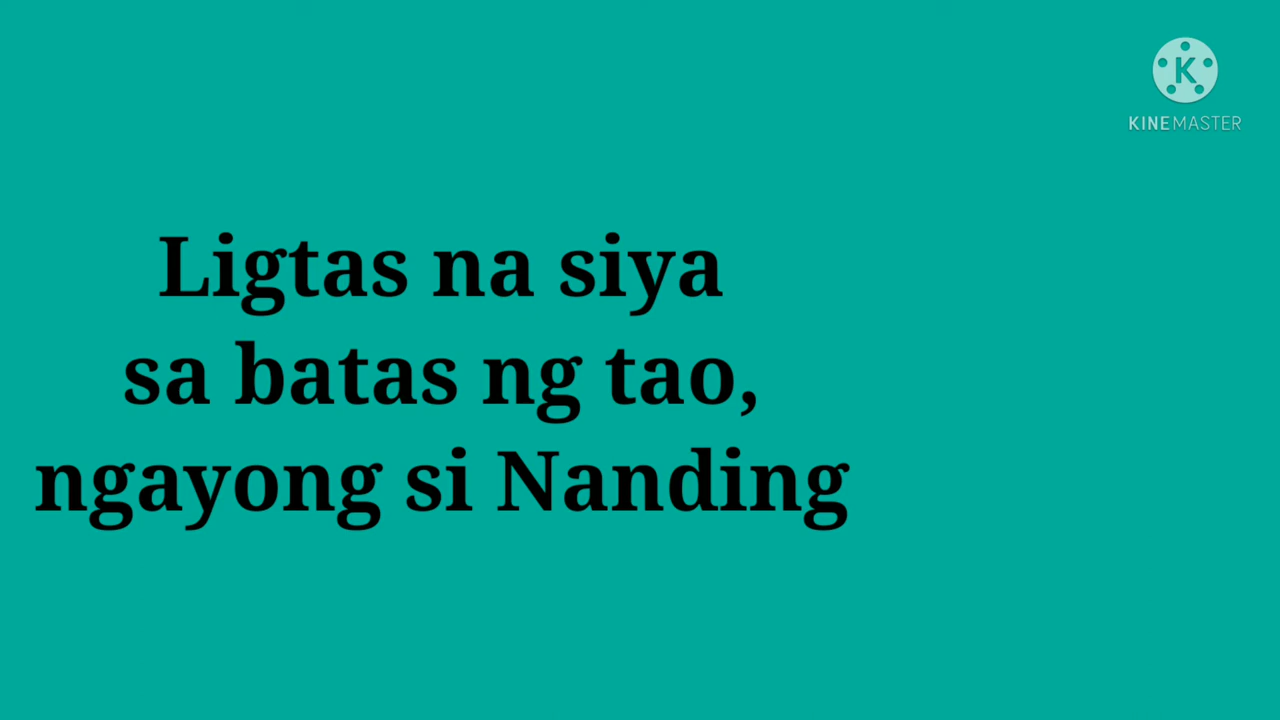 KINEMASTER
Ligtas na siya
sa batas ng tao,
ngayong si Nanding